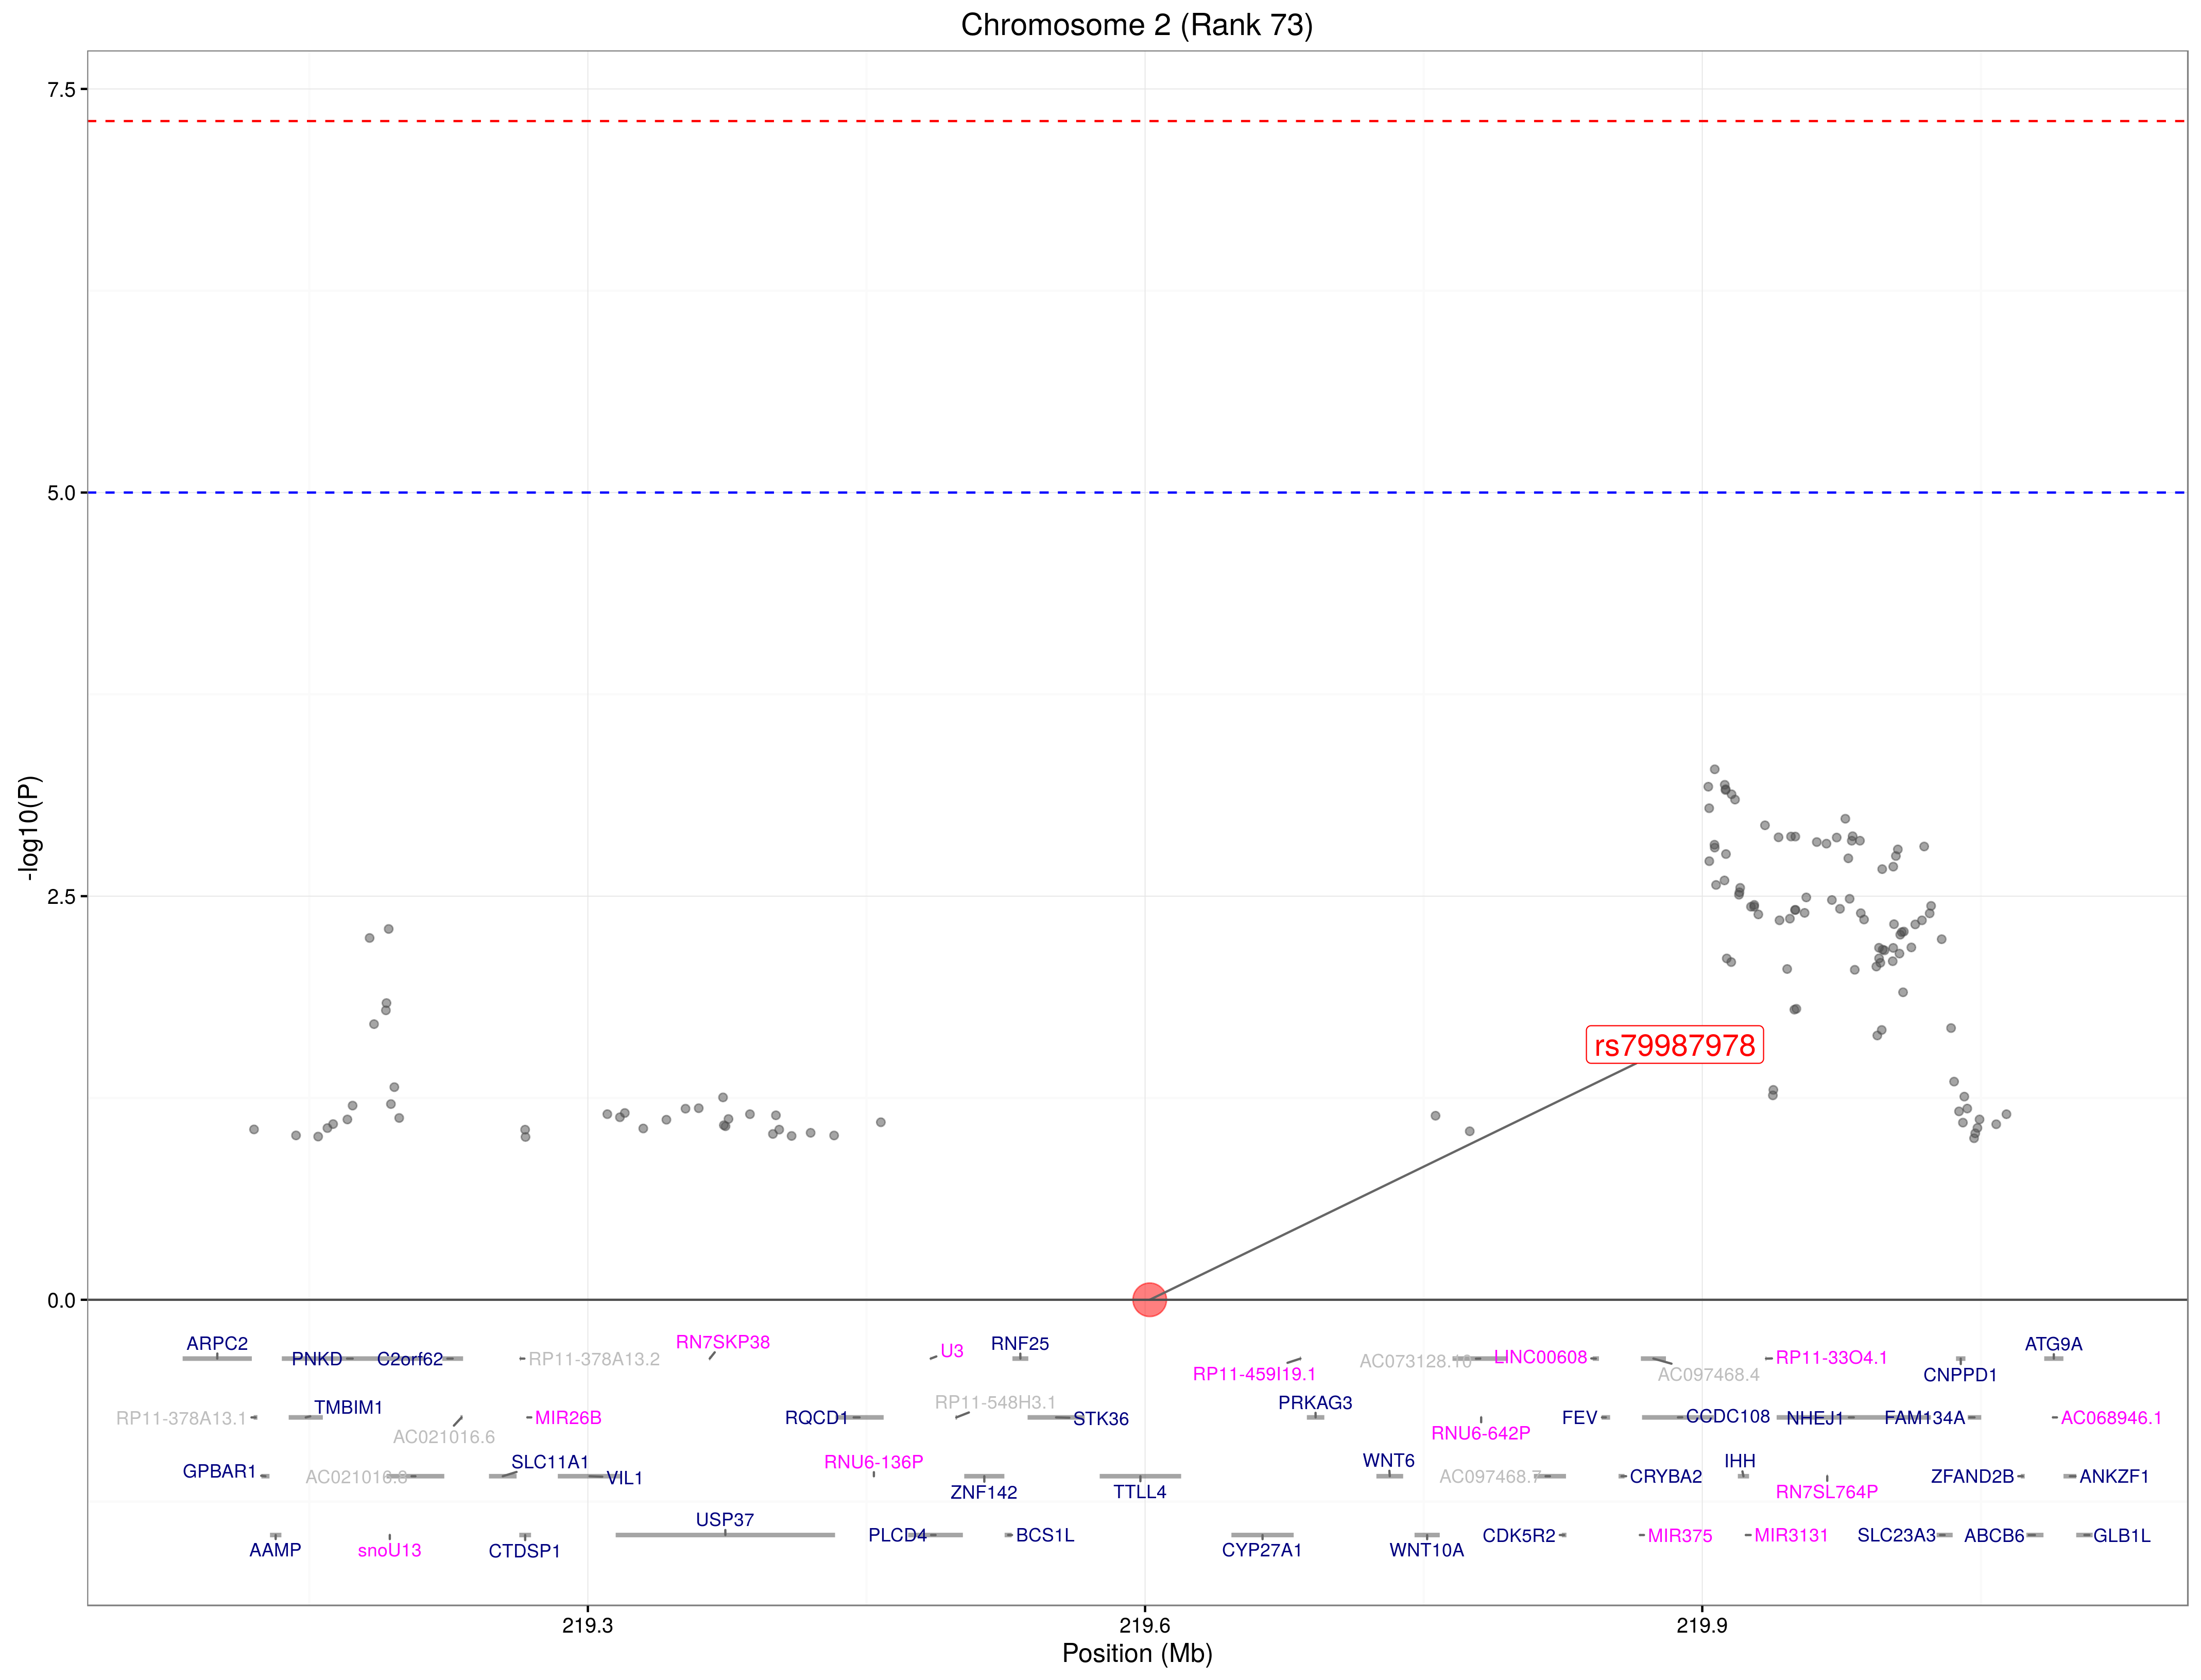 Chromosome 2 (Rank 73)
7.5
5.0
2.5
0.0
-log10(P)
rs79987978
ARPC2
PNKD
C2orf62
RP11-378A13.2
RN7SKP38
U3
RNF25
RP11-459I19.1
AC073128.10
LINC00608
AC097468.4
RP11-33O4.1
CNPPD1
ATG9A
RP11-378A13.1
TMBIM1
AC021016.6
MIR26B
RQCD1
RP11-548H3.1
STK36
PRKAG3
RNU6-642P
FEV
CCDC108
NHEJ1
FAM134A
AC068946.1
GPBAR1
AC021016.8
SLC11A1
VIL1
RNU6-136P
ZNF142
TTLL4
WNT6
AC097468.7
CRYBA2
IHH
RN7SL764P
ZFAND2B
ANKZF1
AAMP
snoU13
CTDSP1
USP37
PLCD4
BCS1L
CYP27A1
WNT10A
CDK5R2
MIR375
MIR3131
SLC23A3
ABCB6
GLB1L
219.3
219.6
219.9
Position (Mb)